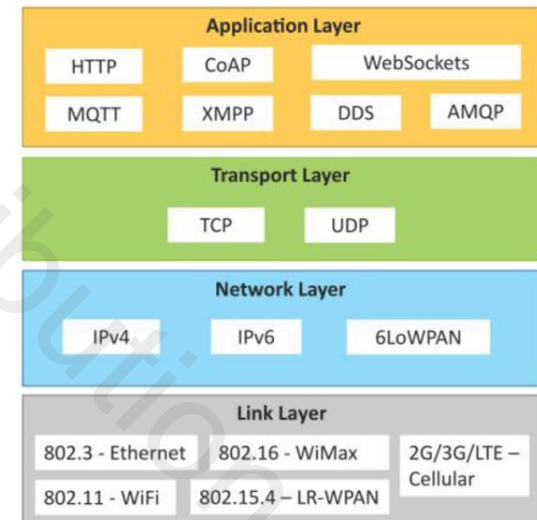 Application Layer
HTTP CoAP WebSockets
MQTT XMPP DDS AMQP
Transport Layer
TCP UDP
Network Layer
IPv4 IPv6 6LoWPAN
Link Layer
802.3 - Ethernet 802.16 - WiMax 2G/3G/LTE –
Cellular
802.11 - WiFi 802.15.4 – LR-WPAN